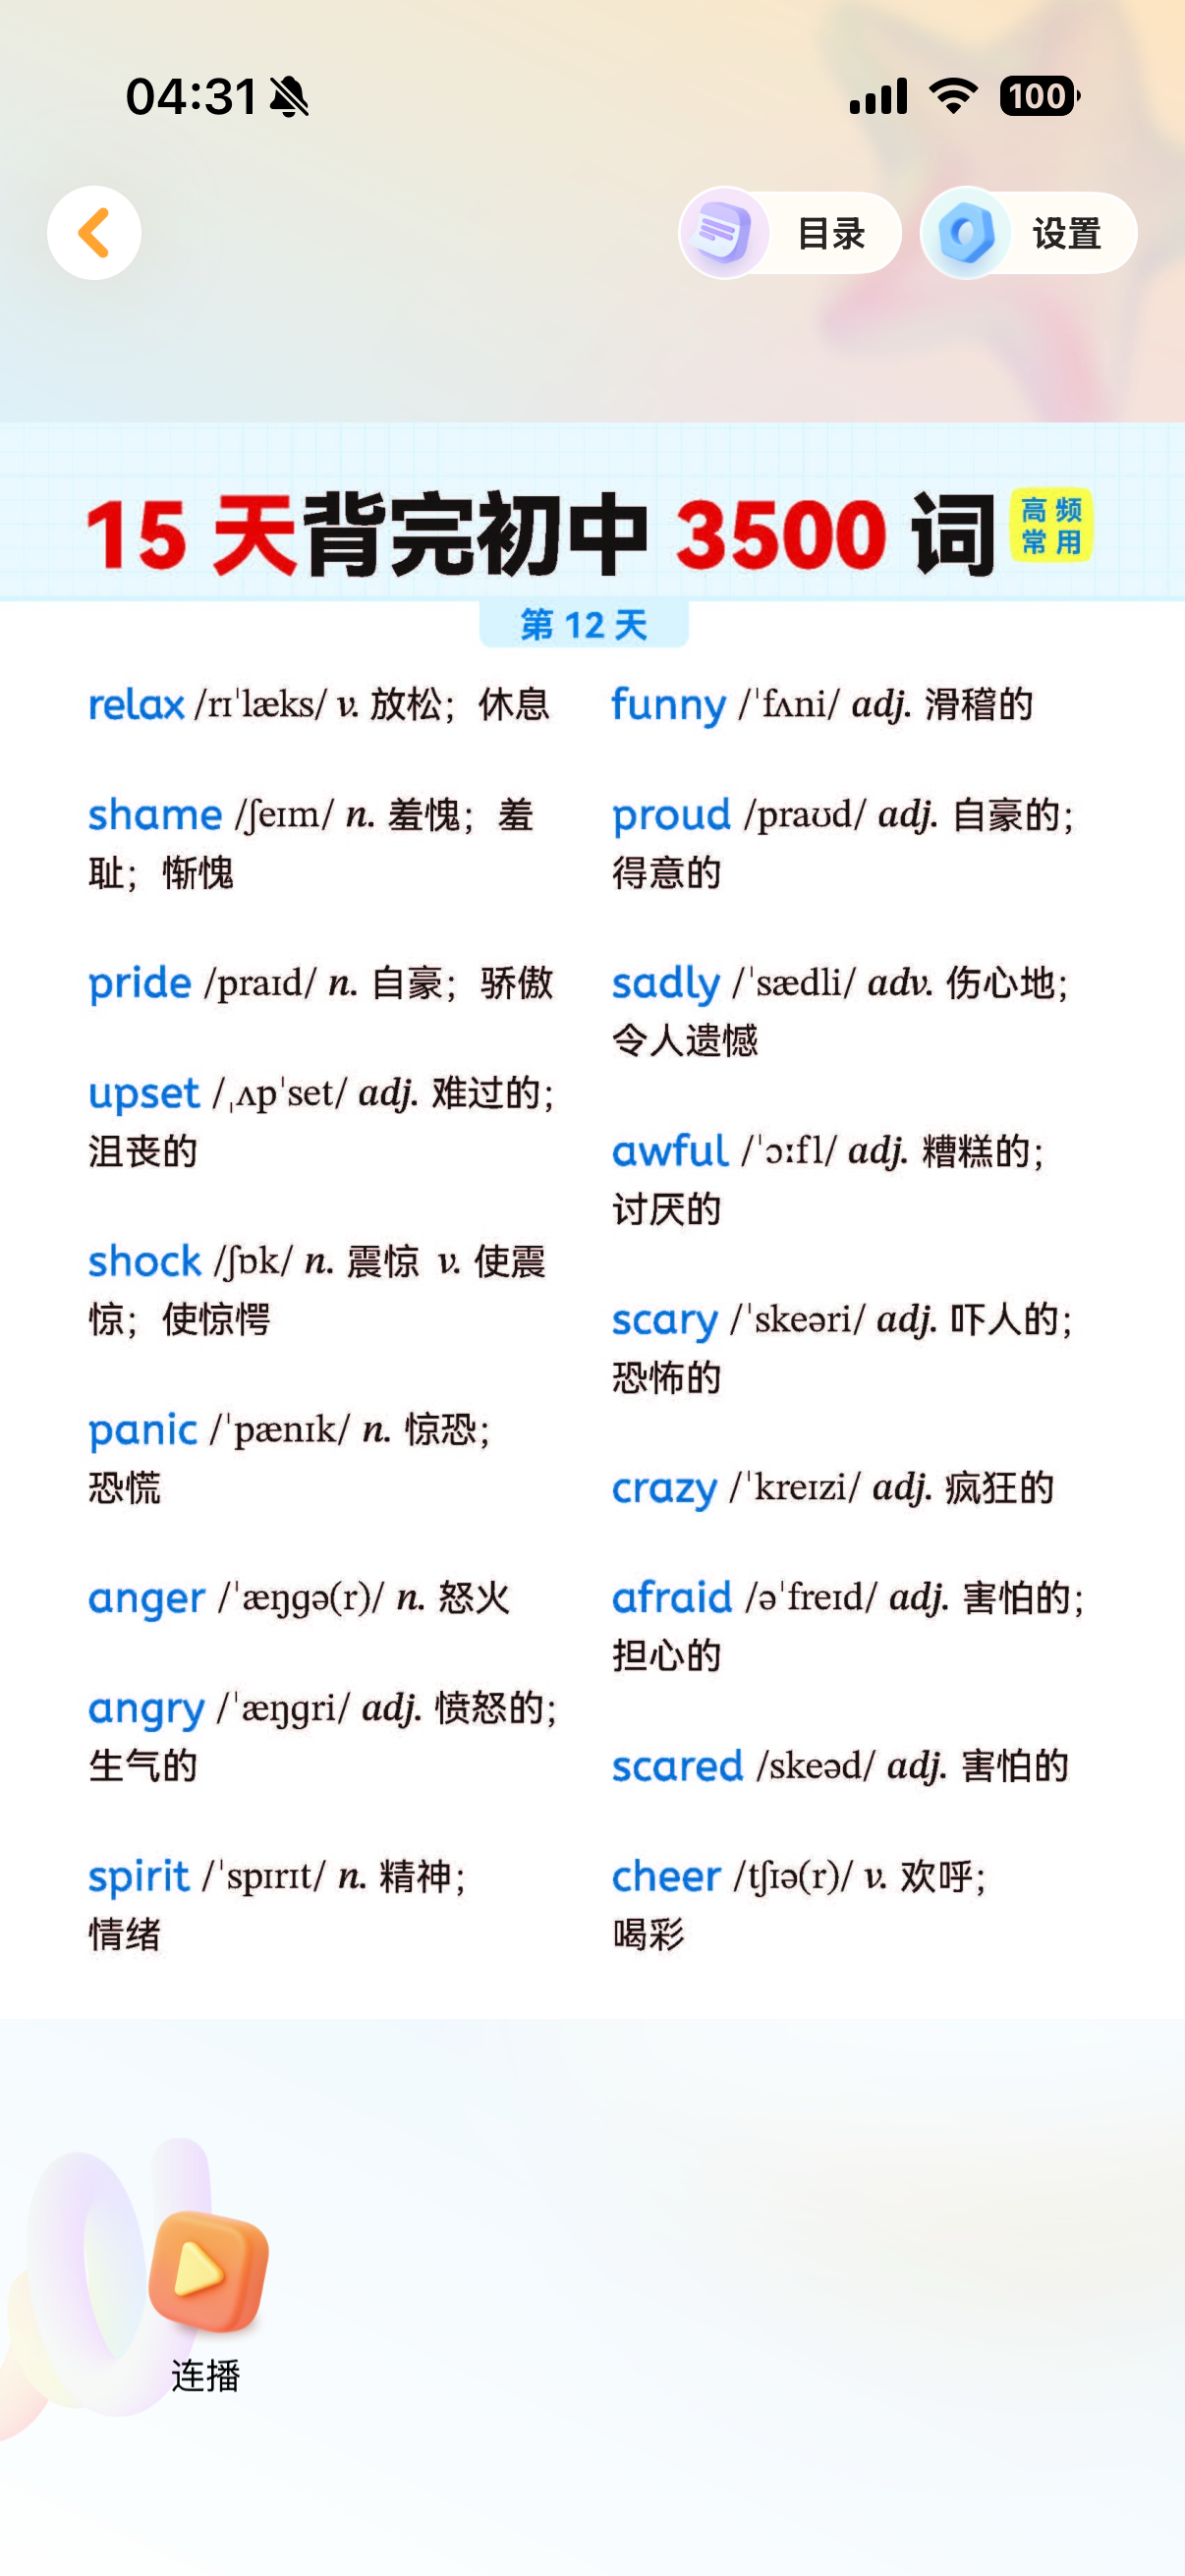 04:31
100
目录
设置
15 天背完初中 3500 词 高频常用
第 12 天
relax /rɪˈlæks/ v. 放松；休息
shame /ʃeɪm/ n. 羞愧；羞
耻；惭愧
pride /praɪd/ n. 自豪；骄傲
upset /ˌʌpˈset/ adj. 难过的；
沮丧的
shock /ʃɒk/ n. 震惊 v. 使震
惊；使惊愕
panic /ˈpænɪk/ n. 惊恐；
恐慌
anger /ˈæŋɡə(r)/ n. 怒火
angry /ˈæŋɡri/ adj. 愤怒的；
生气的
spirit /ˈspɪrɪt/ n. 精神；
情绪
funny /ˈfʌni/ adj. 滑稽的
proud /praʊd/ adj. 自豪的；
得意的
sadly /ˈsædli/ adv. 伤心地；
令人遗憾
awful /ˈɔːfl/ adj. 糟糕的；
讨厌的
scary /ˈskeəri/ adj. 吓人的；
恐怖的
crazy /ˈkreɪzi/ adj. 疯狂的
afraid /əˈfreɪd/ adj. 害怕的；
担心的
scared /skeəd/ adj. 害怕的
cheer /tʃɪə(r)/ v. 欢呼；
喝彩
连播